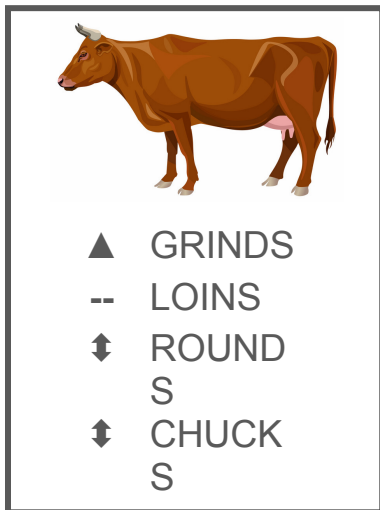 ▲ GRINDS
-- LOINS
⬍ ROUND
S
⬍ CHUCK
S